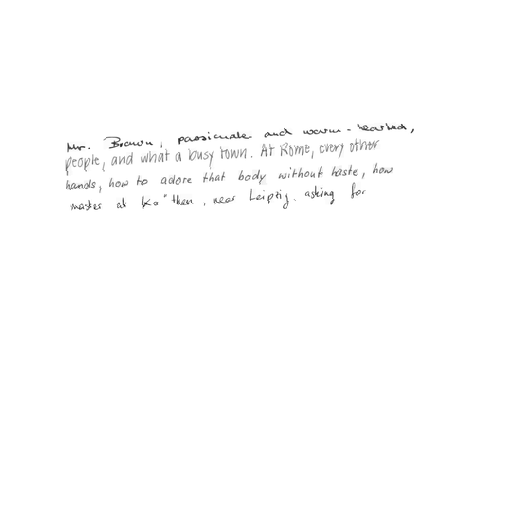 Mr. Brown, passionate and warm-hearted,
people, and what a busy town. At Rome, every other
hands, how to adore that body without haste, how
master at Ko"then, near Leipzig, asking for